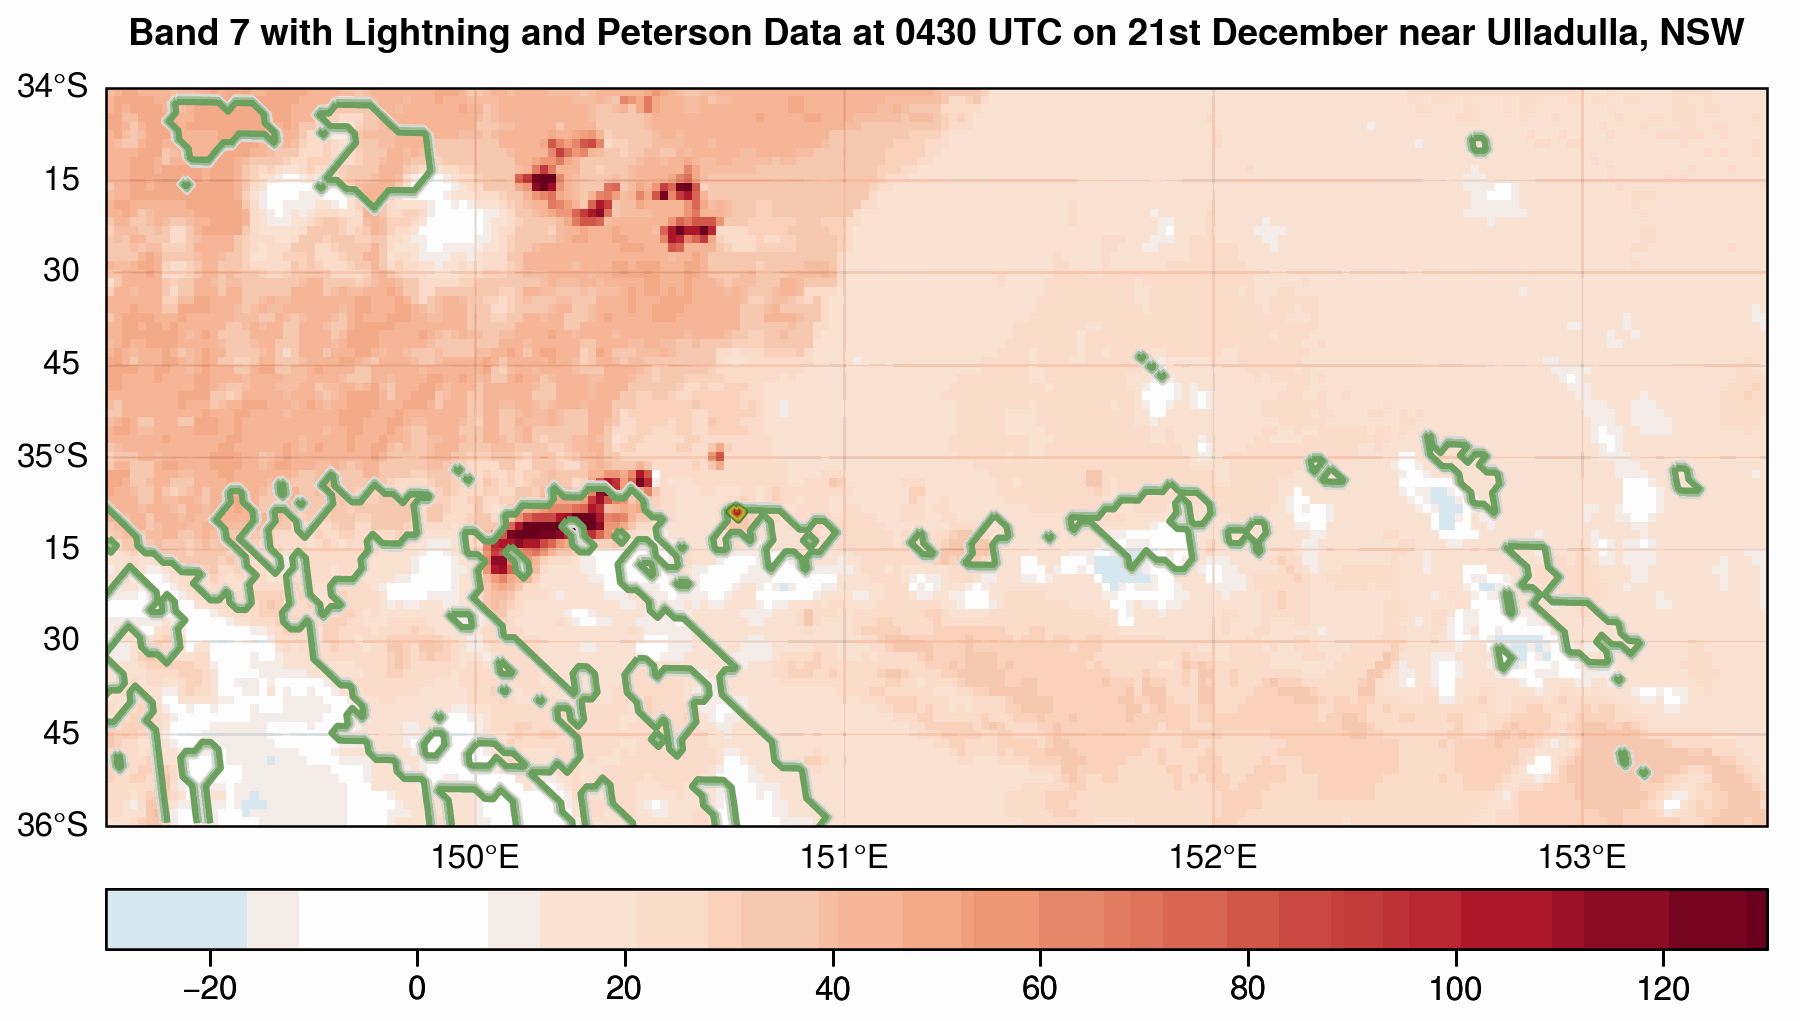 Band 7 with Lightning and Peterson Data at 0430 UTC on 21st December near Ulladulla, NSW
34°S
15
30
45
35°S
15
30
45
36°S
150°E 151°E 152°E 153°E
−20 0 20 40 60 80 100 120